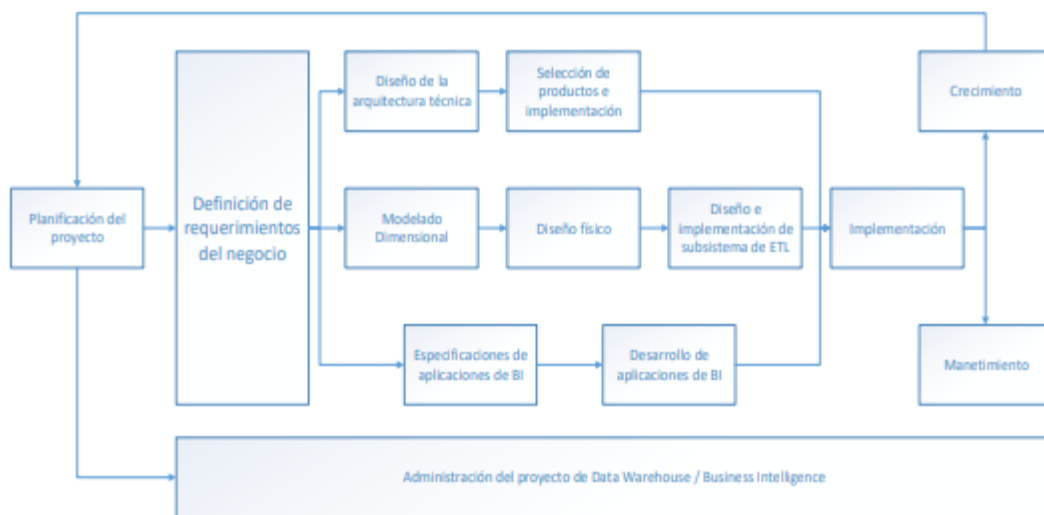 Diseño de la
arquitectura técnica
Selección de
productos e
implementación
Crecimiento
Planificación del
proyecto
Definición de
requerimientos
del negocio
Modelado
Dimensional
Diseño físico
Diseño e
implementación de
subsistema de ETL
Implementación
Especificaciones de
aplicaciones de BI
Desarrollo de
aplicaciones de BI
Manetimiento
Administración del proyecto de Data Warehouse / Business Intelligence